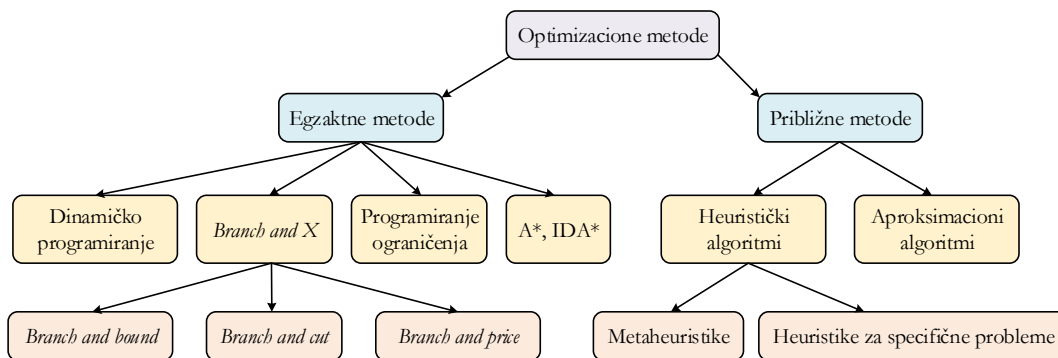 Optimizacione metode
Egzaktne metode
Približne metode
Dinamičko
programiranje
Branch and X
Programiranje
ograničenja
A*, IDA*
Heuristički
algoritmi
Aproksimacioni
algoritmi
Branch and bound
Branch and cut
Branch and price
Metaheuristike
Heuristike za specifične probleme